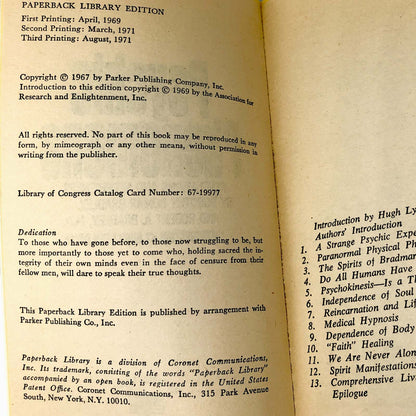 PAPERBACK LIBRARY EDITION
First Printing: April, 1969
Second Printing: March, 1971
Third Printing: August, 1971
Copyright © 1967 by Parker Publishing Company, Inc.
Introduction to this edition copyright © 1969 by the Association for
Research and Enlightenment, Inc.
All rights reserved. No part of this book may be reproduced in any
form, by mimeograph or any other means, without permission in
writing from the publisher.
Library of Congress Catalog Card Number: 67-19977
Dedication
To those who have gone before, to those now struggling to be, but
more importantly to those yet to come who, holding sacred the in-
tegrity of their own minds even in the face of censure from their
fellow men, will dare to speak their true thoughts.
This Paperback Library Edition is published by arrangement with
Parker Publishing Co., Inc.
Paperback Library is a division of Coronet Communications,
Inc. Its trademark, consisting of the words "Paperback Library"
accompanied by an open book, is registered in the United States
Patent Office. Coronet Communications, Inc., 315 Park Avenue
South, New York, N.Y. 10010.
Introduction by Hugh Ly
Authors' Introduction
1. A Strange Psychic Expe
2. Paranormal Physical Ph
3. The Spirits of Bradmar
4. Do All Humans Have
5. Psychokinesis—Is a Th
6. Independence of Soul
7. Reincarnation and Lif
8. Medical Hypnosis
9. Dependence of Body
10. "Faith" Healing
11. We Are Never Alon
12. Spirit Manifestations
13. Comprehensive Livi
Epilogue